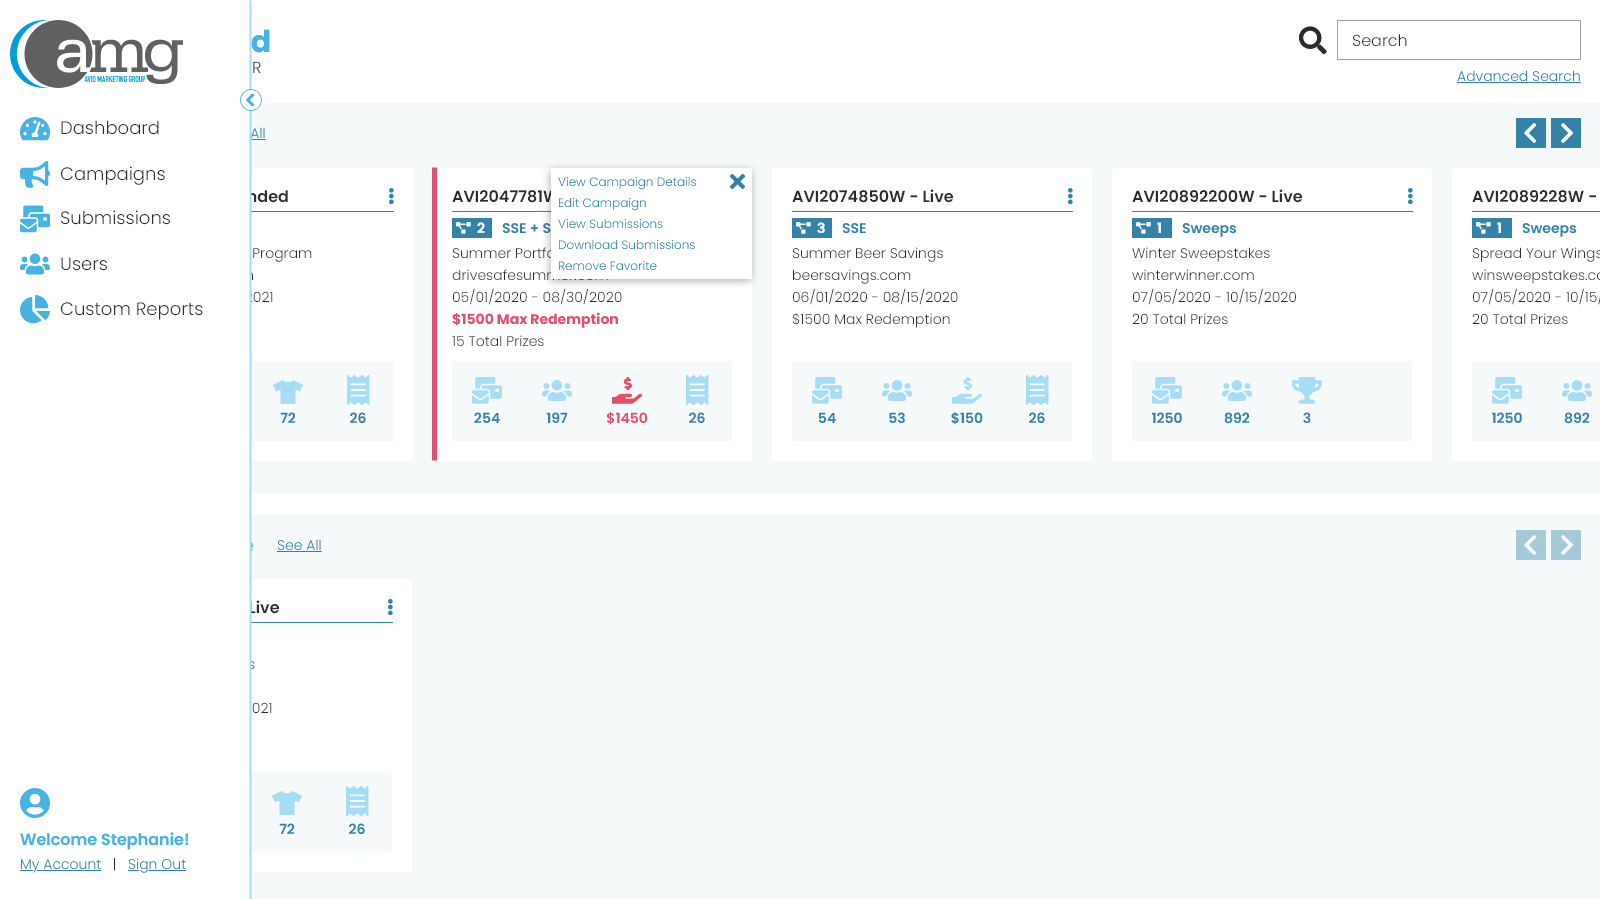 amg
AVID MARKETING GROUP
Dashboard
Campaigns
Submissions
Users
Custom Reports
Welcome Stephanie!
My Account | Sign Out
d
R
Search
Advanced Search
All
nded
Program
2021
72 26
AVI2047781W
2 SSE + S
Summer Portfo
05/01/2020 - 08/30/2020
$1500 Max Redemption
15 Total Prizes
254 197 $1450 26
View Campaign Details
Edit Campaign
View Submissions
Download Submissions
Remove Favorite
AVI2074850W - Live
3 SSE
Summer Beer Savings
beersavings.com
06/01/2020 - 08/15/2020
$1500 Max Redemption
54 53 $150 26
AVI20892200W - Live
1 Sweeps
Winter Sweepstakes
winterwinner.com
07/05/2020 - 10/15/2020
20 Total Prizes
1250 892 3
AVI2089228W -
1 Sweeps
Spread Your Wings
winsweepstakes.co
07/05/2020 - 10/15/
20 Total Prizes
1250 892
See All
Live
s
021
72 26